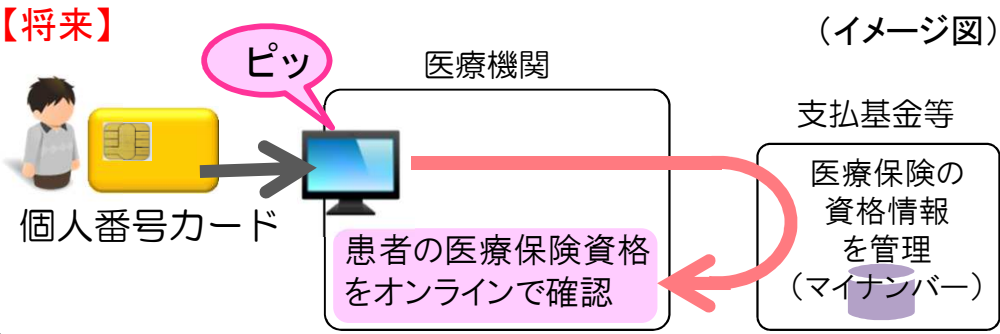 【将来】
（イメージ図）
ピッ
医療機関
支払基金等
個人番号カード
患者の医療保険資格
をオンラインで確認
医療保険の
資格情報
を管理
（マイナンバー）